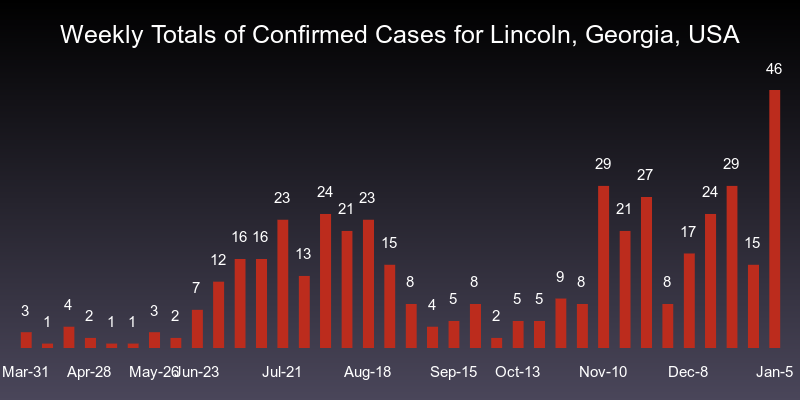 Weekly Totals of Confirmed Cases for Lincoln, Georgia, USA
3 1 4 2 1 1 3 2 7 12 16 16 23 13 24 21 23 15 8 4 5 8 2 5 5 9 8 29 21 27 8 17 24 29 15 46
Mar-31 Apr-28 May-26 Jun-23 Jul-21 Aug-18 Sep-15 Oct-13 Nov-10 Dec-8 Jan-5